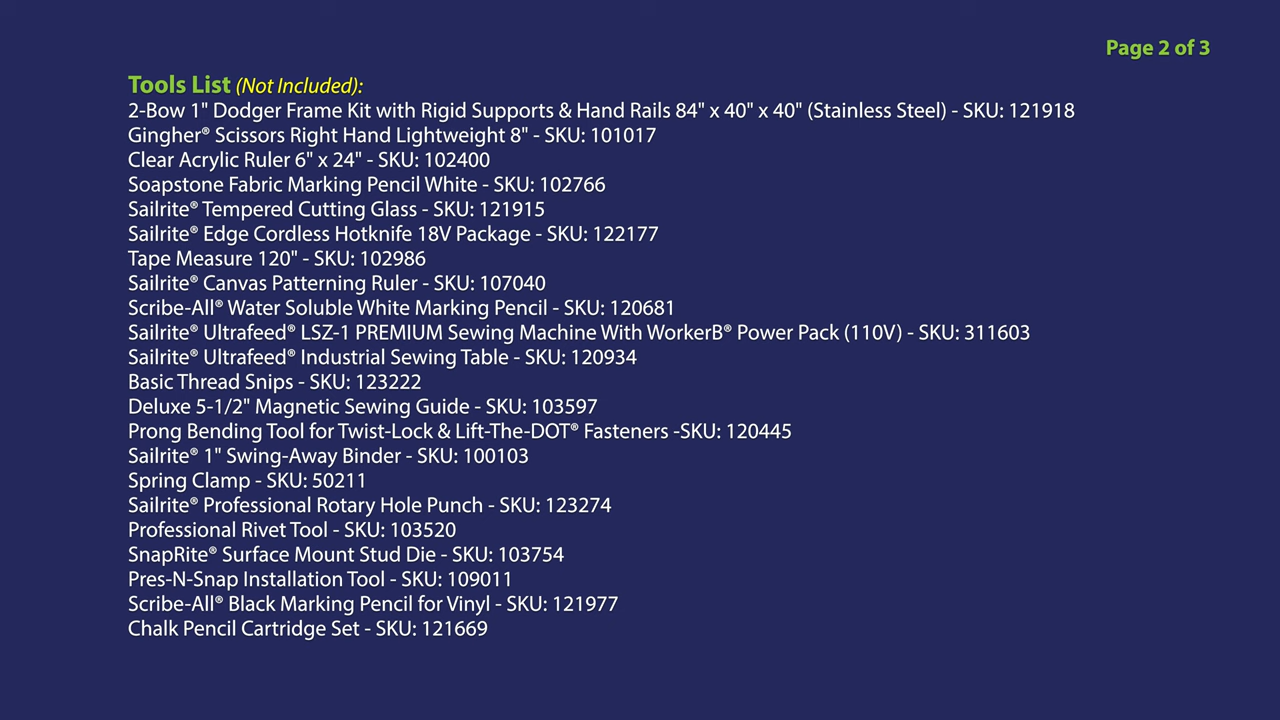 Page 2 of 3
Tools List (Not Included):
2-Bow 1" Dodger Frame Kit with Rigid Supports & Hand Rails 84" x 40" x 40" (Stainless Steel) - SKU: 121918
Gingher® Scissors Right Hand Lightweight 8" - SKU: 101017
Clear Acrylic Ruler 6" x 24" - SKU: 102400
Soapstone Fabric Marking Pencil White - SKU: 102766
Sailrite® Tempered Cutting Glass - SKU: 121915
Sailrite® Edge Cordless Hotknife 18V Package - SKU: 122177
Tape Measure 120" - SKU: 102986
Sailrite® Canvas Patterning Ruler - SKU: 107040
Scribe-All® Water Soluble White Marking Pencil - SKU: 120681
Sailrite® Ultrafeed® LSZ-1 PREMIUM Sewing Machine With WorkerB® Power Pack (110V) - SKU: 311603
Sailrite® Ultrafeed® Industrial Sewing Table - SKU: 120934
Basic Thread Snips - SKU: 123222
Deluxe 5-1/2" Magnetic Sewing Guide - SKU: 103597
Prong Bending Tool for Twist-Lock & Lift-The-DOT® Fasteners -SKU: 120445
Sailrite® 1" Swing-Away Binder - SKU: 100103
Spring Clamp - SKU: 50211
Sailrite® Professional Rotary Hole Punch - SKU: 123274
Professional Rivet Tool - SKU: 103520
SnapRite® Surface Mount Stud Die - SKU: 103754
Pres-N-Snap Installation Tool - SKU: 109011
Scribe-All® Black Marking Pencil for Vinyl - SKU: 121977
Chalk Pencil Cartridge Set - SKU: 121669